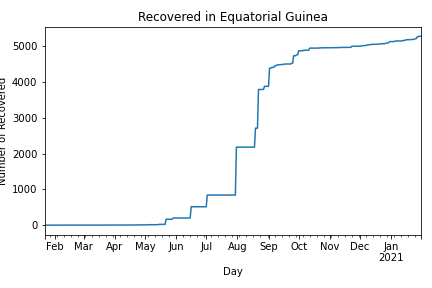 Recovered in Equatorial Guinea
Number of Recovered
5000
4000
3000
2000
1000
0
Feb Mar Apr May Jun Jul Aug Sep Oct Nov Dec Jan
2021
Day